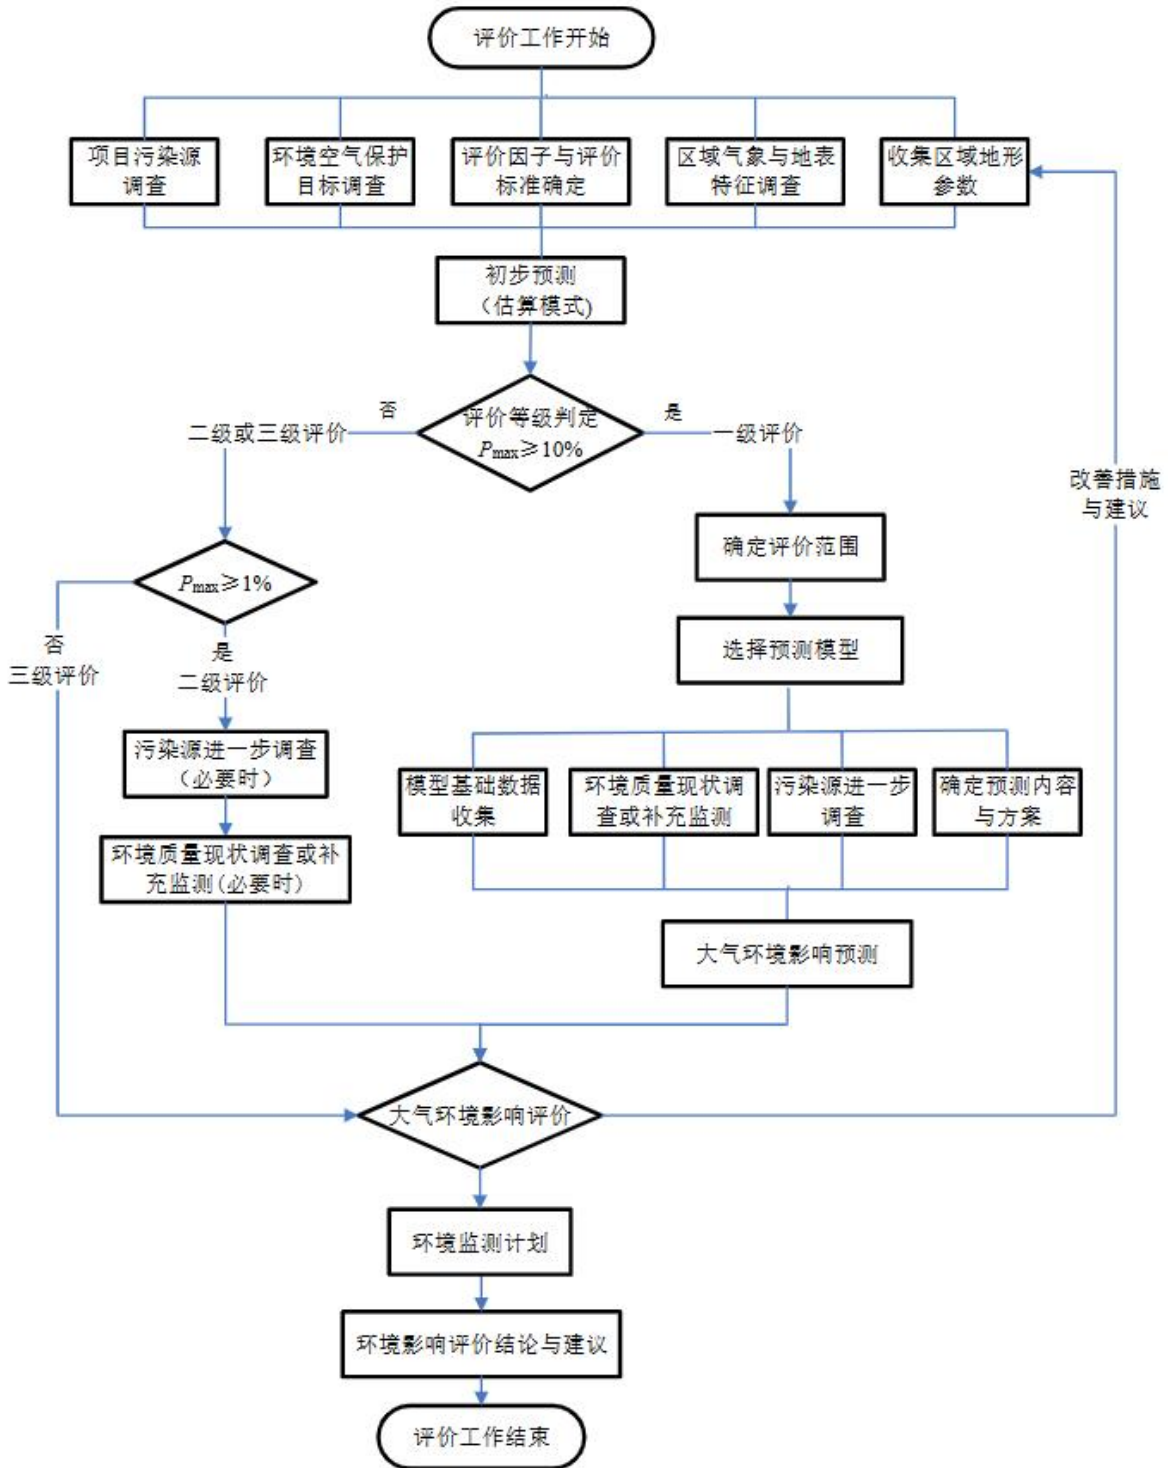 评价工作开始
项目污染源
调查
环境空气保护
目标调查
评价因子与评价
标准确定
区域气象与地表
特征调查
收集区域地形
参数
初步预测
（估算模式)
评价等级判定
Pmax≥10%
否
二级或三级评价
是
一级评价
改善措施
与建议
确定评价范围
Pmax≥1%
否
三级评价
是
二级评价
选择预测模型
污染源进一步调查
（必要时）
环境质量现状调查或补
充监测(必要时)
模型基础数据
收集
环境质量现状调
查或补充监测
污染源进一步
调查
确定预测内容
与方案
大气环境影响预测
大气环境影响评价
环境监测计划
环境影响评价结论与建议
评价工作结束